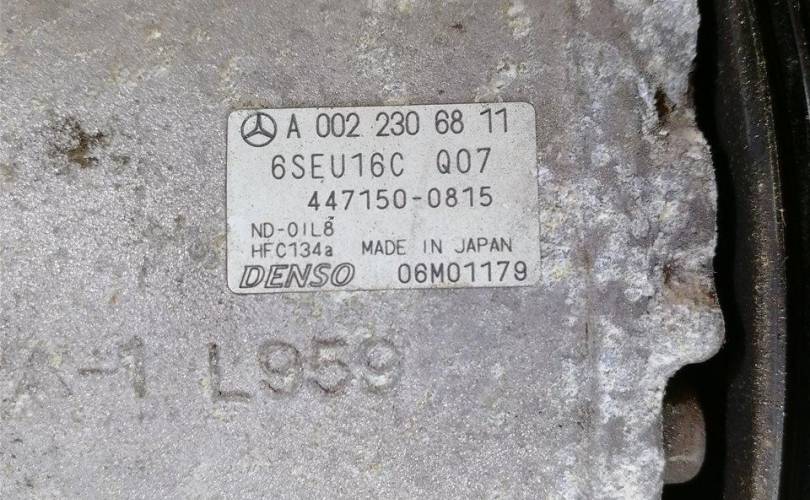 A 002 230 68 11
6SEU16C Q07
447150-0815
ND-OIL8
HFC134a MADE IN JAPAN
DENSO 06M01179
A-1 L959